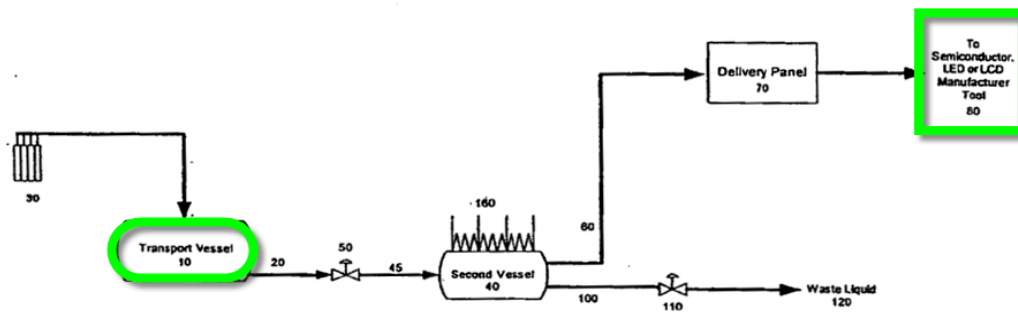 To
Semiconductor,
LED or LCD
Manufacturer
Tool
80
Delivery Panel
70
30
160
60
Transport Vessel
10
20
50
45
Second Vessel
40
100
110
Waste Liquid
120